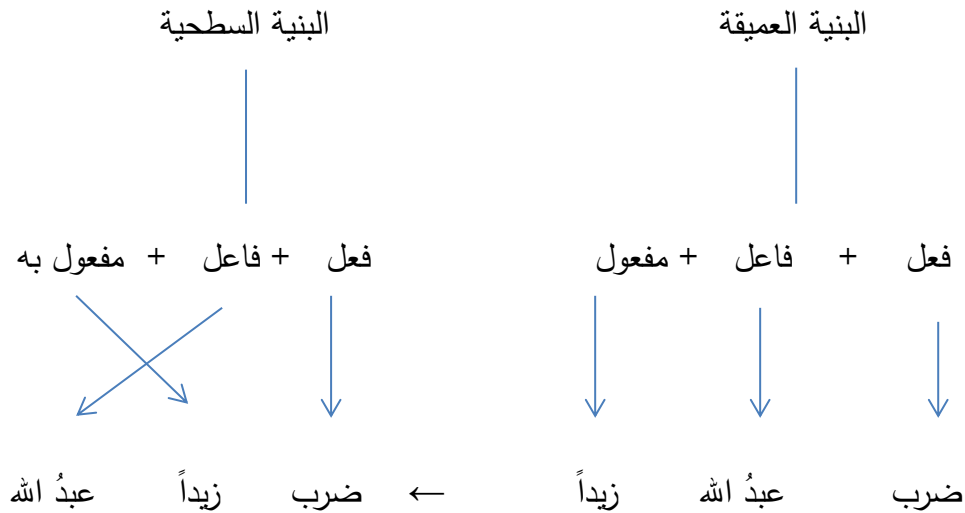 البنية العميقة البنية السطحية
فعل + فاعل + مفعول فعل + فاعل + مفعول به
ضرب عبدُ الله زيداً ← ضرب زيداً عبدُ الله